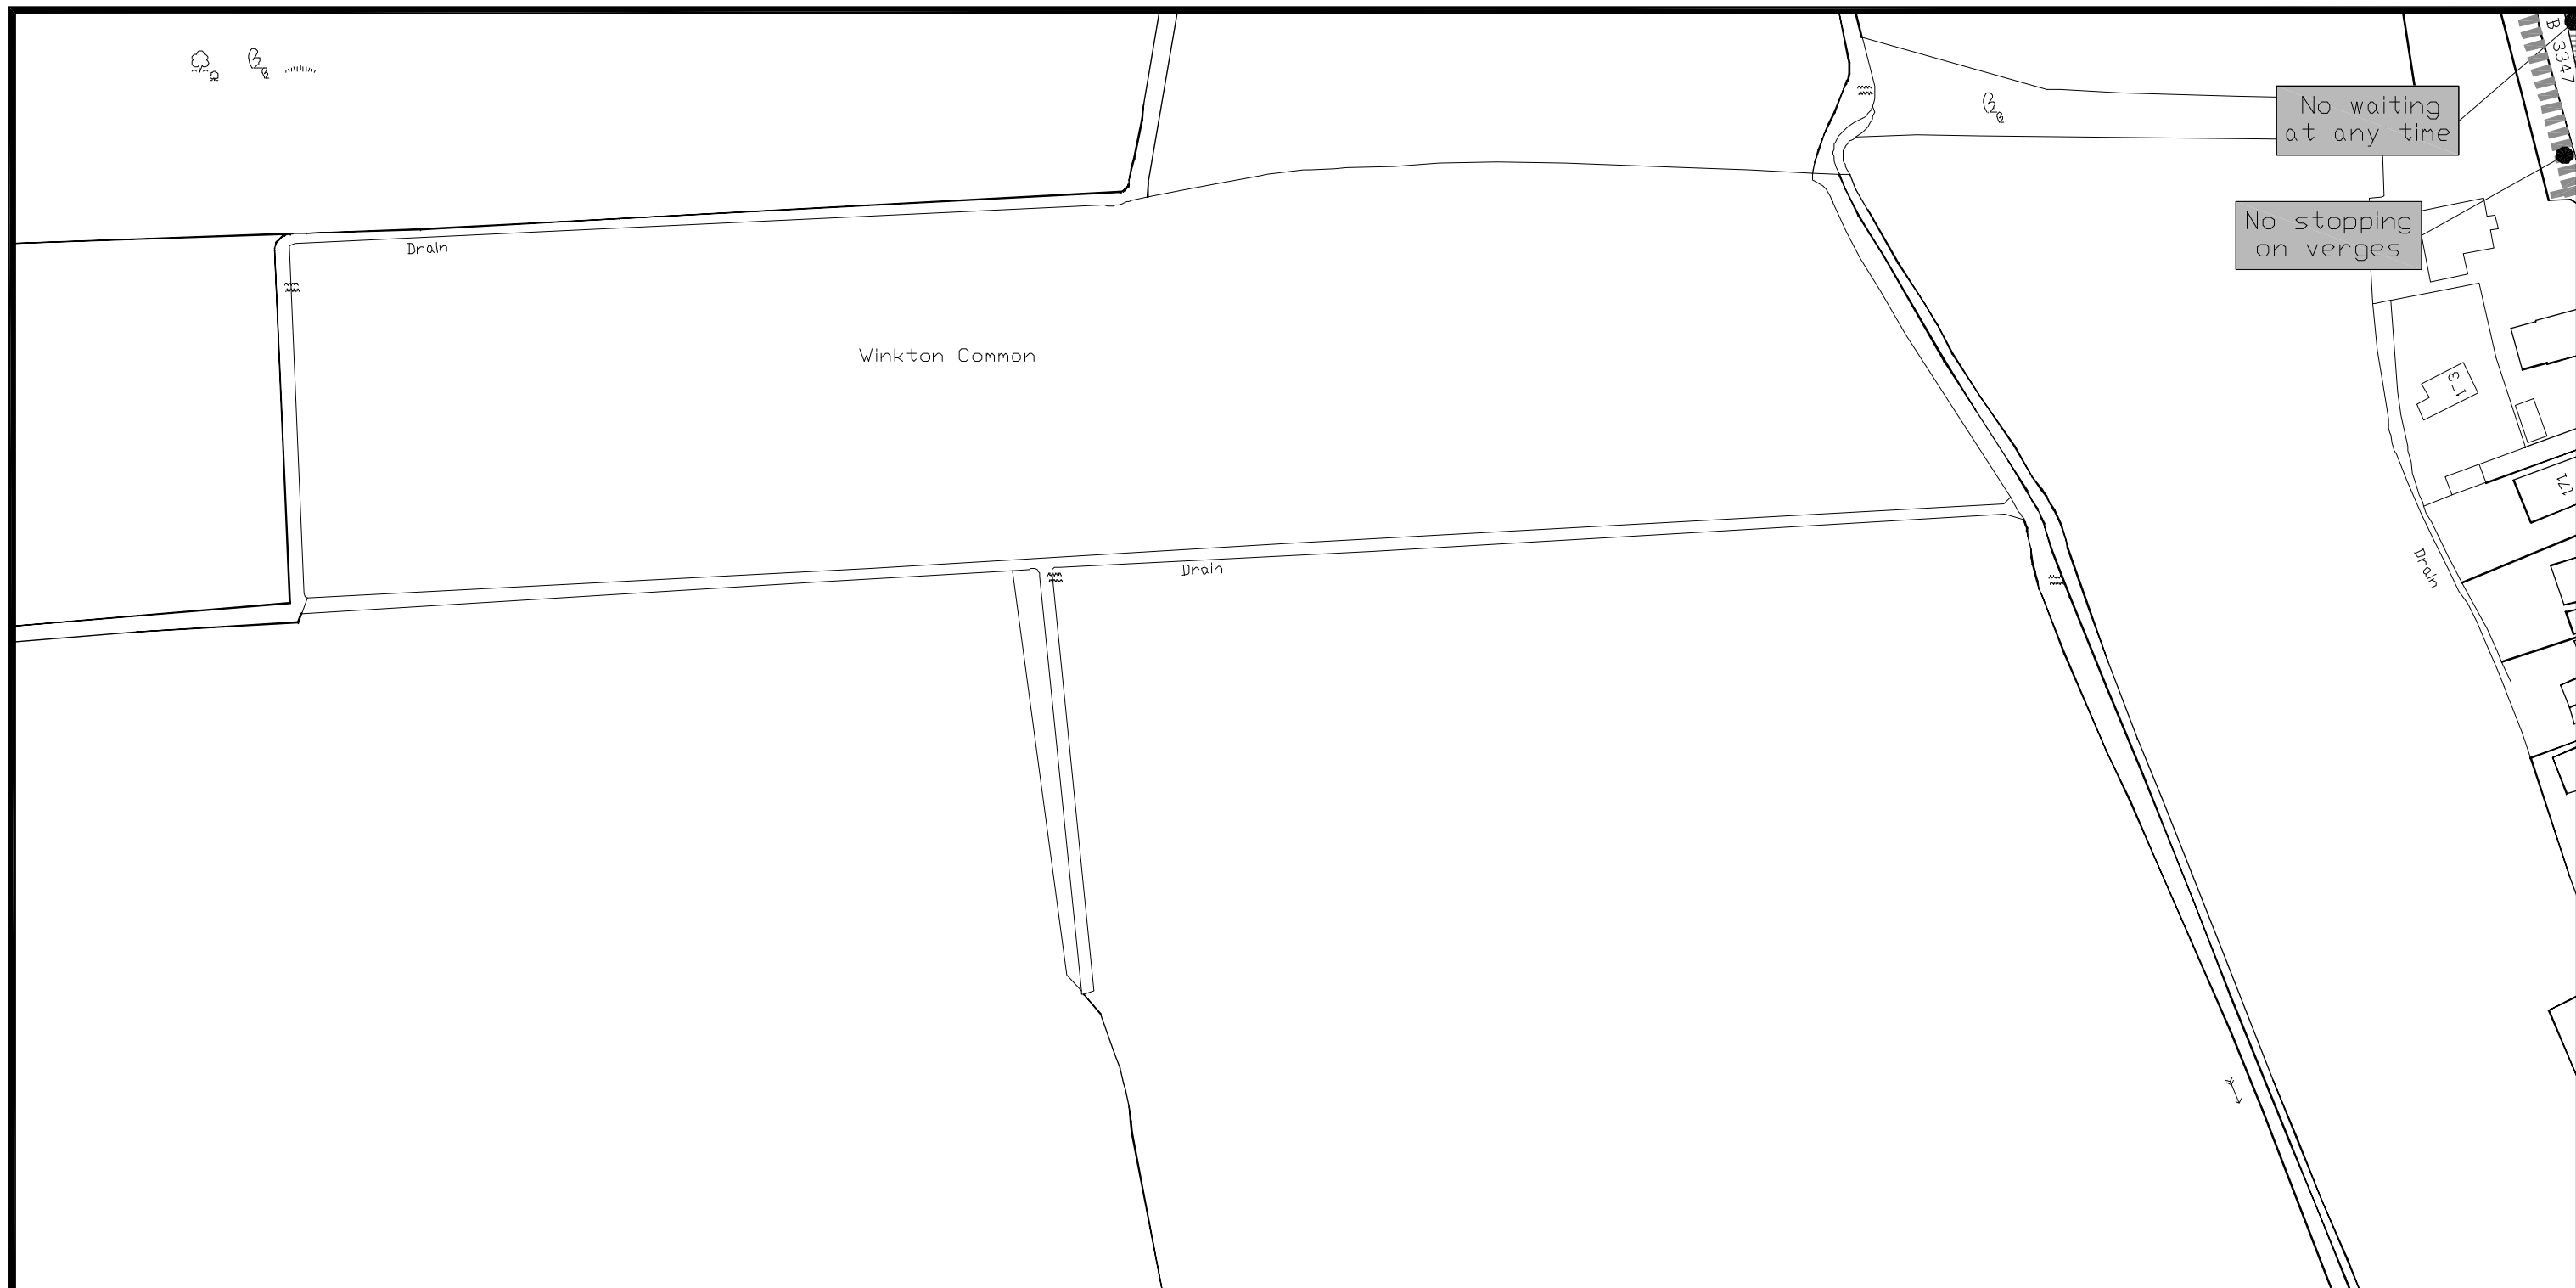 B 3347
No waiting
at any time
No stopping
on verges
Drain
Winkton Common
173
171
Drain
Drain